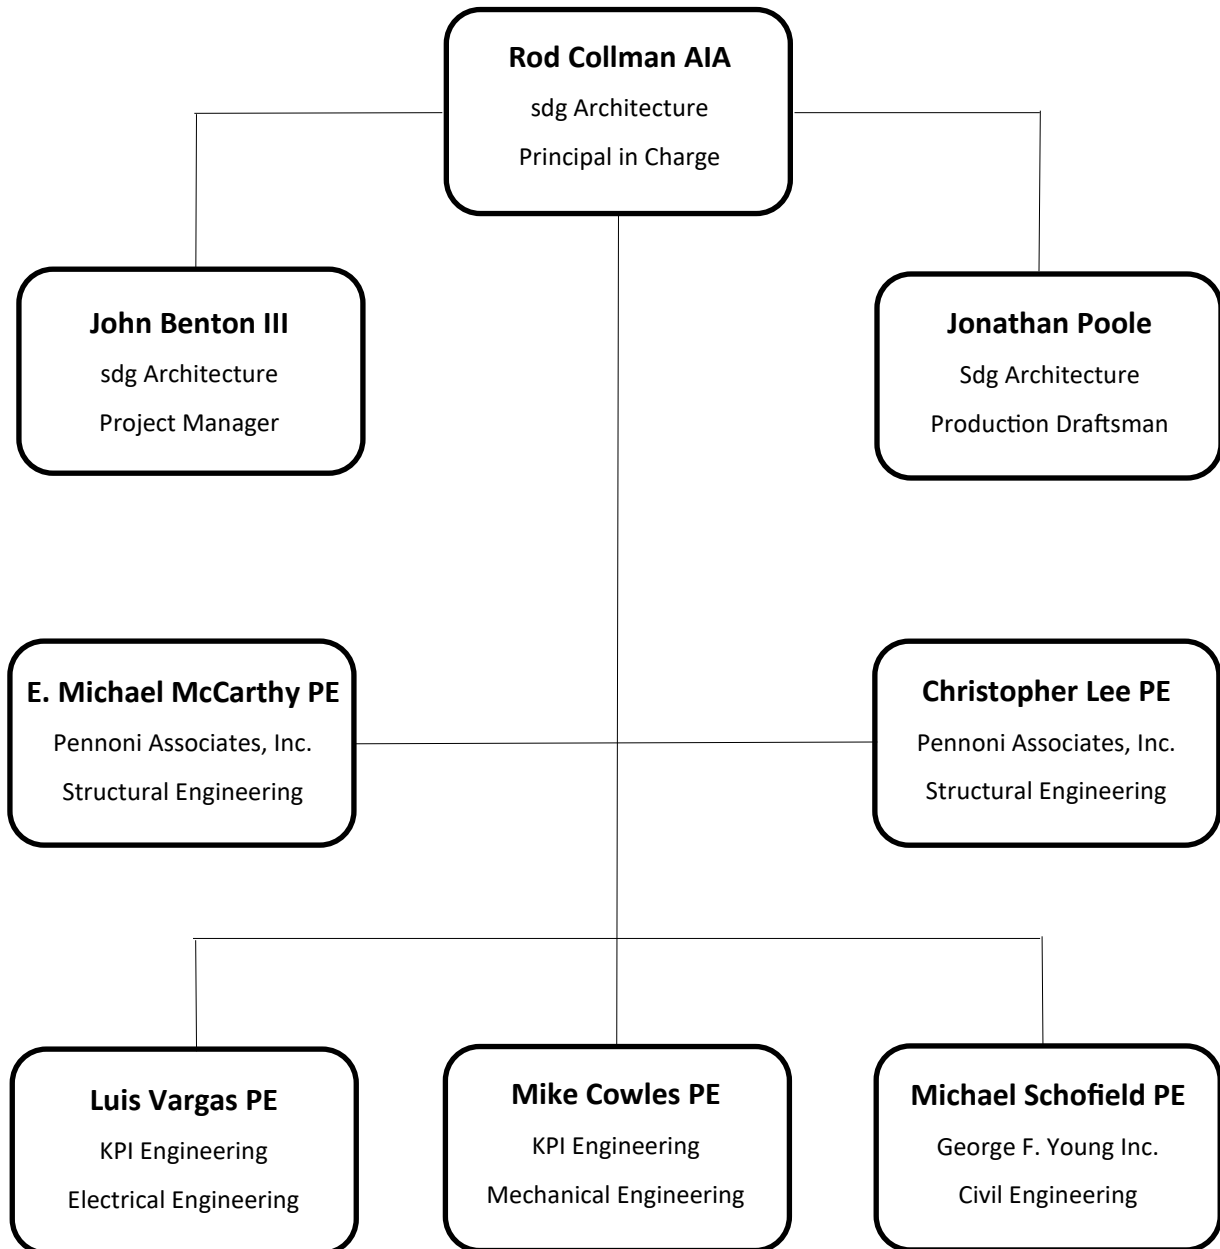 Rod Collman AIA
sdg Architecture
Principal in Charge
John Benton III
sdg Architecture
Project Manager
Jonathan Poole
Sdg Architecture
Production Draftsman
E. Michael McCarthy PE
Pennoni Associates, Inc.
Structural Engineering
Christopher Lee PE
Pennoni Associates, Inc.
Structural Engineering
Luis Vargas PE
KPI Engineering
Electrical Engineering
Mike Cowles PE
KPI Engineering
Mechanical Engineering
Michael Schofield PE
George F. Young Inc.
Civil Engineering